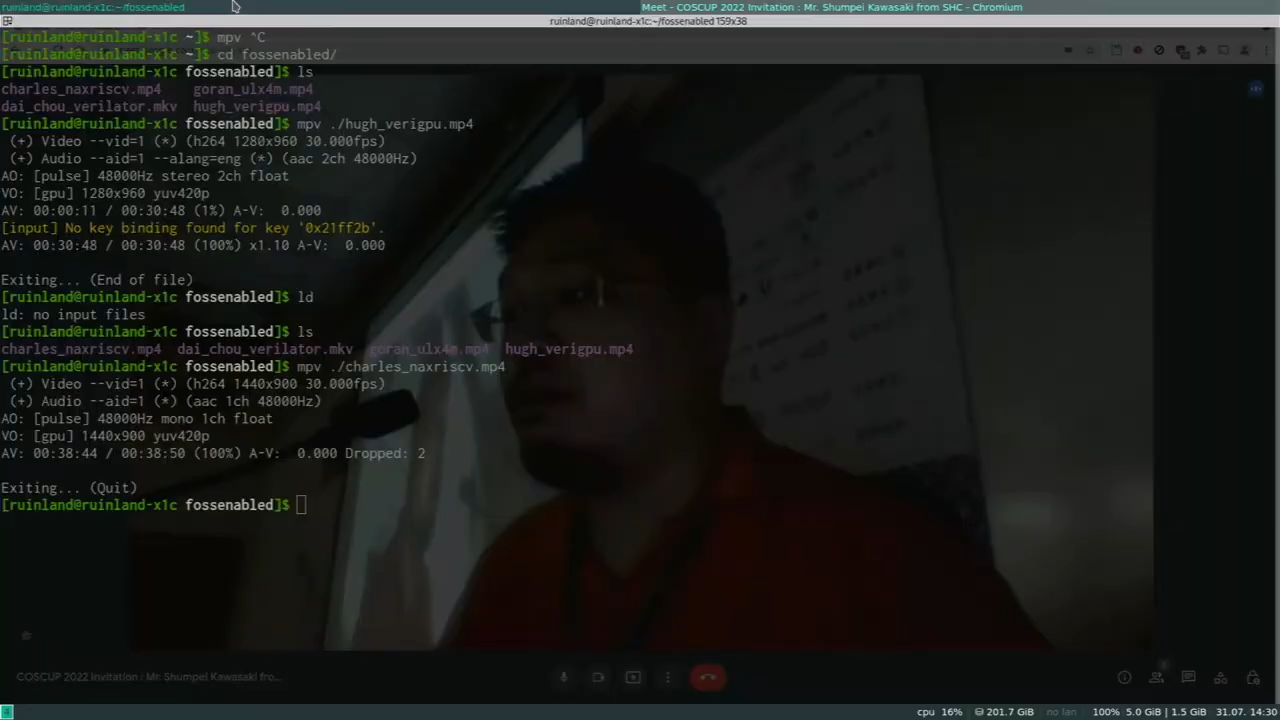 ruinland@ruinland-x1c:~/fossenabled
Meet - COSCUP 2022 Invitation : Mr. Shumpei Kawasaki from SHC - Chromium
ruinland@ruinland-x1c:~/fossenabled 159x38
[ruinland@ruinland-x1c ~]$ mpv ^C
[ruinland@ruinland-x1c ~]$ cd fossenabled/
[ruinland@ruinland-x1c fossenabled]$ ls
charles_naxriscv.mp4 goran_ulx4m.mp4
dai_chou_verilator.mkv hugh_verigpu.mp4
[ruinland@ruinland-x1c fossenabled]$ mpv ./hugh_verigpu.mp4
(+) Video --vid=1 (*) (h264 1280x960 30.000fps)
(+) Audio --aid=1 --alang=eng (*) (aac 2ch 48000Hz)
AO: [pulse] 48000Hz stereo 2ch float
VO: [gpu] 1280x960 yuv420p
AV: 00:00:11 / 00:30:48 (1%) A-V: 0.000
[input] No key binding found for key '0x21ff2b'.
AV: 00:30:48 / 00:30:48 (100%) x1.10 A-V: 0.000
Exiting... (End of file)
[ruinland@ruinland-x1c fossenabled]$ ld
ld: no input files
[ruinland@ruinland-x1c fossenabled]$ ls
charles_naxriscv.mp4 dai_chou_verilator.mkv goran_ulx4m.mp4 hugh_verigpu.mp4
[ruinland@ruinland-x1c fossenabled]$ mpv ./charles_naxriscv.mp4
(+) Video --vid=1 (*) (h264 1440x900 30.000fps)
(+) Audio --aid=1 (*) (aac 1ch 48000Hz)
AO: [pulse] 48000Hz mono 1ch float
VO: [gpu] 1440x900 yuv420p
AV: 00:38:44 / 00:38:50 (100%) A-V: 0.000 Dropped: 2
Exiting... (Quit)
[ruinland@ruinland-x1c fossenabled]$
COSCUP 2022 Invitation : Mr. Shumpei Kawasaki fro...
cpu 16% 201.7 GiB no lan 100% 5.0 GiB | 1.5 GiB 31.07. 14:30